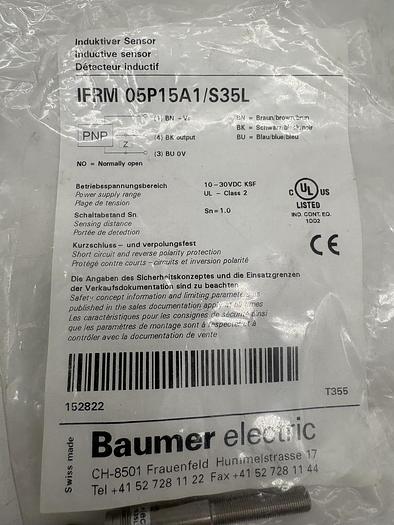 Induktiver Sensor
inductive sensor
Détecteur inductif
IFRM 05P15A1/S35L
(1) BN +Vs BN = Braun/brown/brun
PNP Z (4) BK output BK = Schwarz/black/noir
(3) BU 0V BU = Blau/blue/bleu
NO = Normally open
Betriebsspannungsbereich 10-30VDC KSF
Power supply range UL - Class 2
Plage de tension
Schaltabstand Sn Sn=1.0
Sensing distance
Portée de detection
C UL US
LISTED
IND. CONT. EQ.
1002
CE
Kurzschluss- und verpolungsfest
Short circuit and reverse polarity protection
Protégé contre courts-circuits et inversion polarité
Die Angaben des Sicherheitskonzeptes und die Einsatzgrenzen
der Verkaufsdokumentation sind zu beachten
Safety concept information and limiting parameters
published in the sales documentation apply at all times
Les caractéristiques pour les consignes de sécurité ainsi
que les paramètres de montage sont à respecter et
contrôler avec la documentation de vente
152822 T355
Swiss made
Baumer electric
CH-8501 Frauenfeld Hummelstrasse 17
Tel +41 52 728 11 22 Fax +41 52 728 11 44